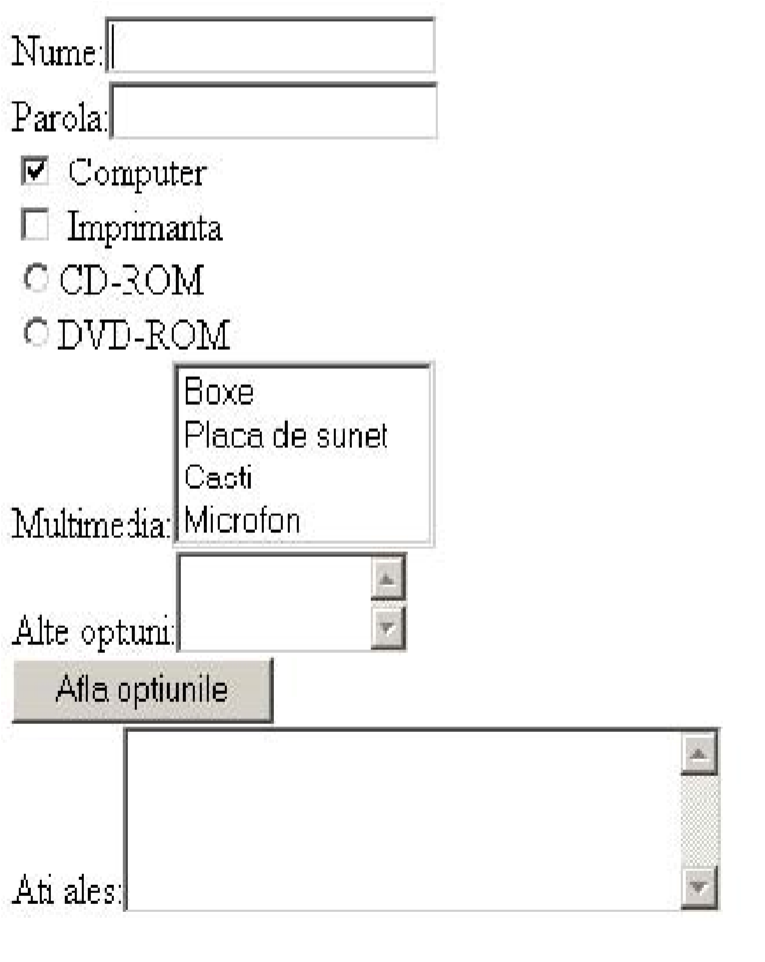 Nume:
Parola:
Computer
Imprimanta
CD-ROM
DVD-ROM
Boxe
Placa de sunet
Casti
Microfon
Multimedia:
Alte optuni:
Afla optiunile
Ati ales: